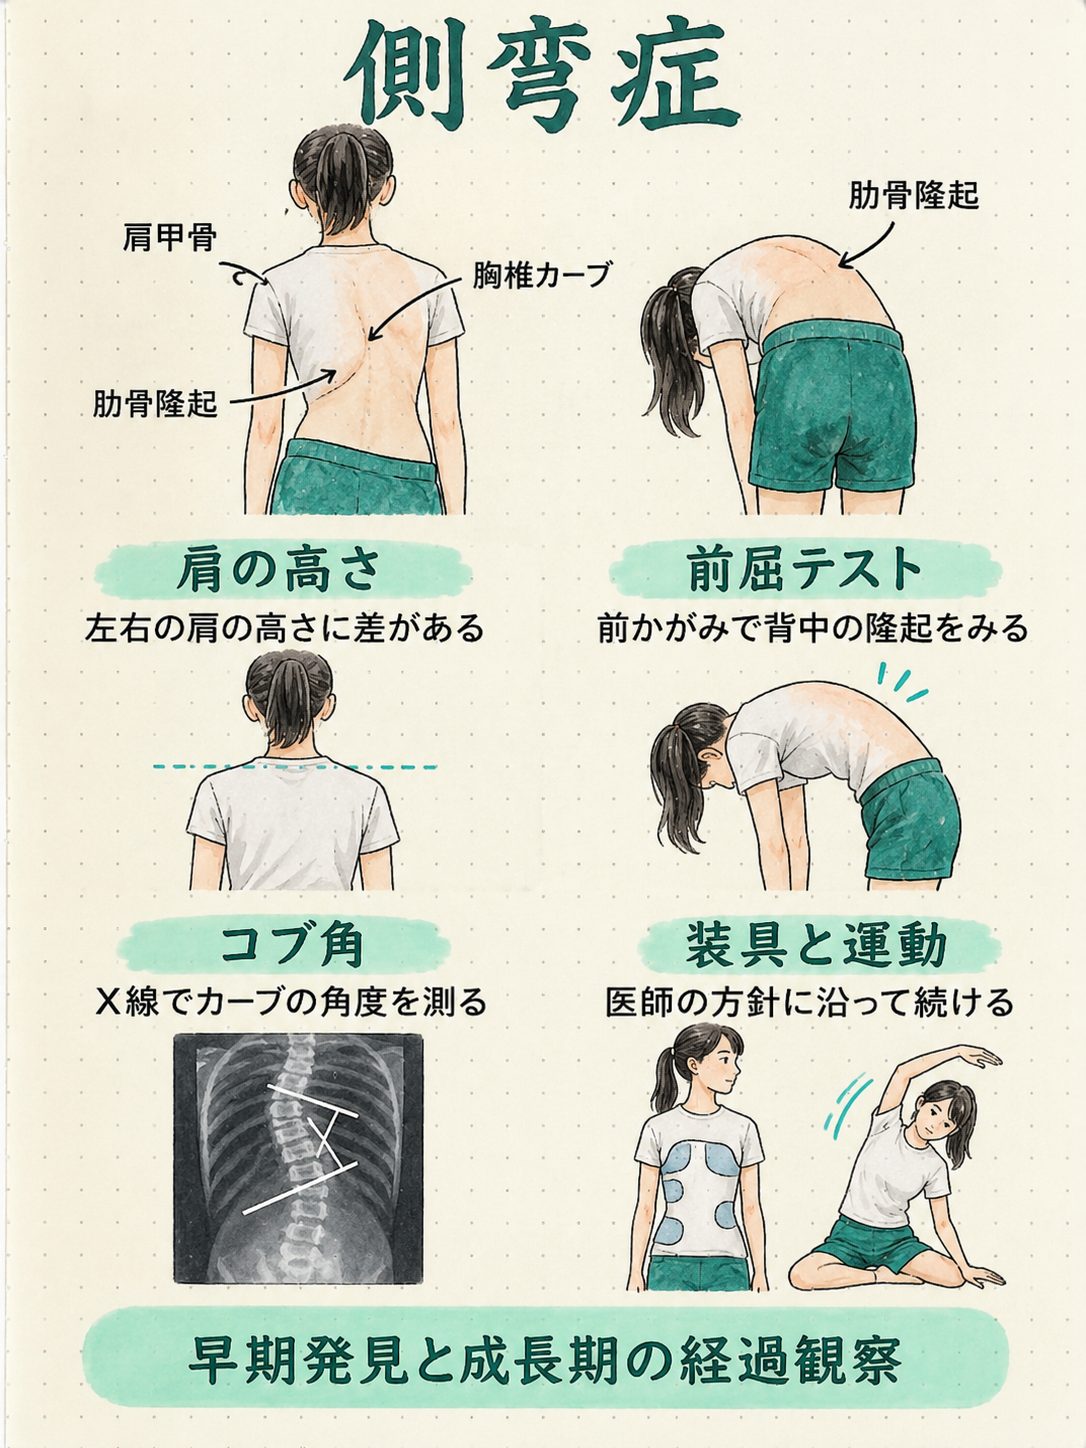 側弯症
肩甲骨
胸椎カーブ
肋骨隆起
肋骨隆起
肩の高さ
左右の肩の高さに差がある
前屈テスト
前かがみで背中の隆起をみる
コブ角
X線でカーブの角度を測る
装具と運動
医師の方針に沿って続ける
早期発見と成長期の経過観察